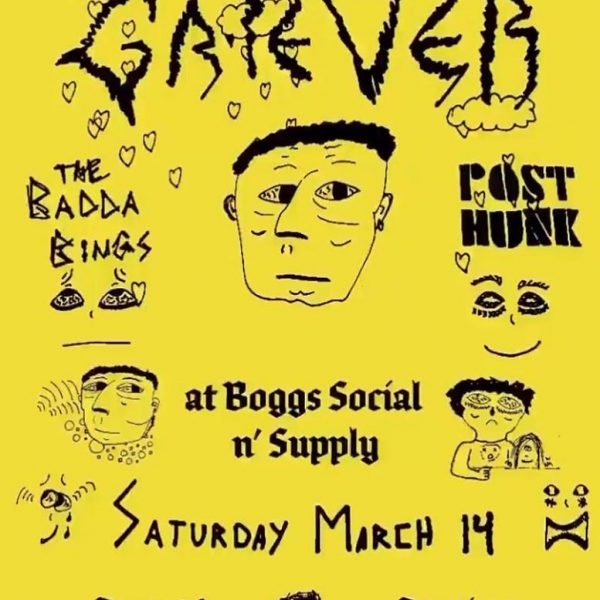 GRIEVER
THE
BADDA
BINGS
POST
HUNK
at Boggs Social
n' Supply
SATURDAY MARCH 14